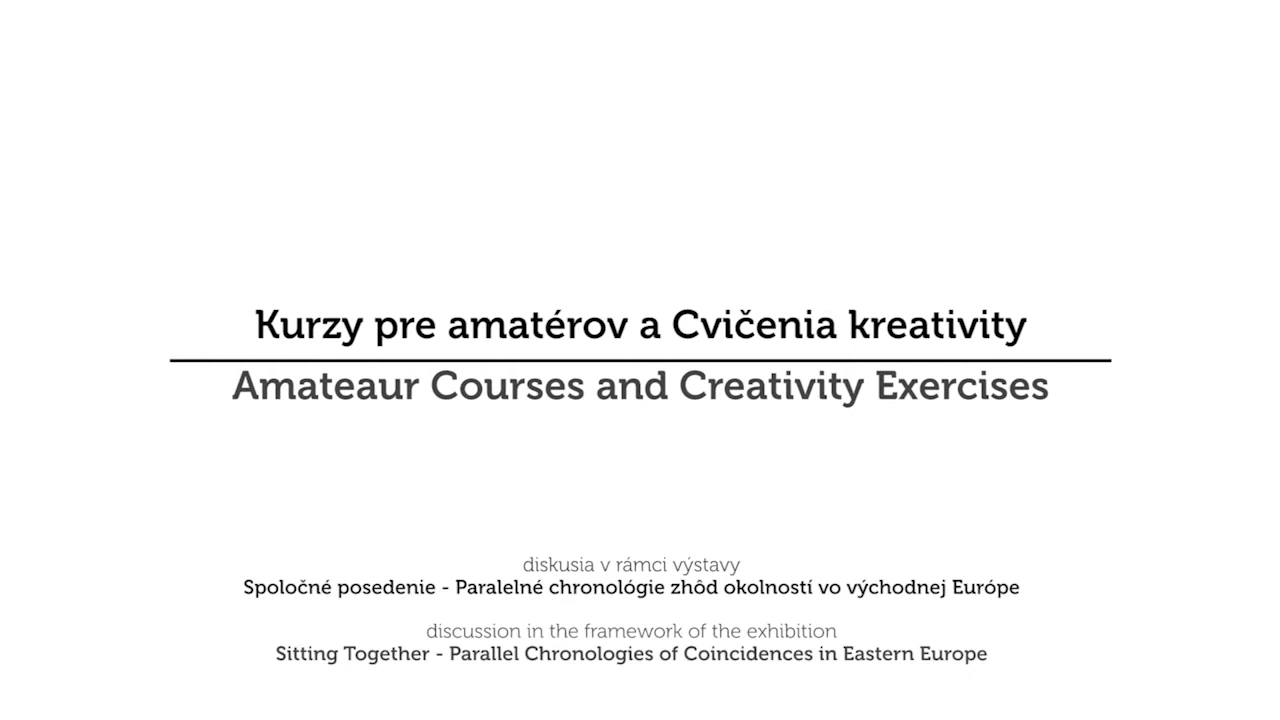 Kurzy pre amatérov a Cvičenia kreativity
Amateaur Courses and Creativity Exercises
diskusia v rámci výstavy
Spoločné posedenie - Paralelné chronológie zhôd okolností vo východnej Európe
discussion in the framework of the exhibition
Sitting Together - Parallel Chronologies of Coincidences in Eastern Europe